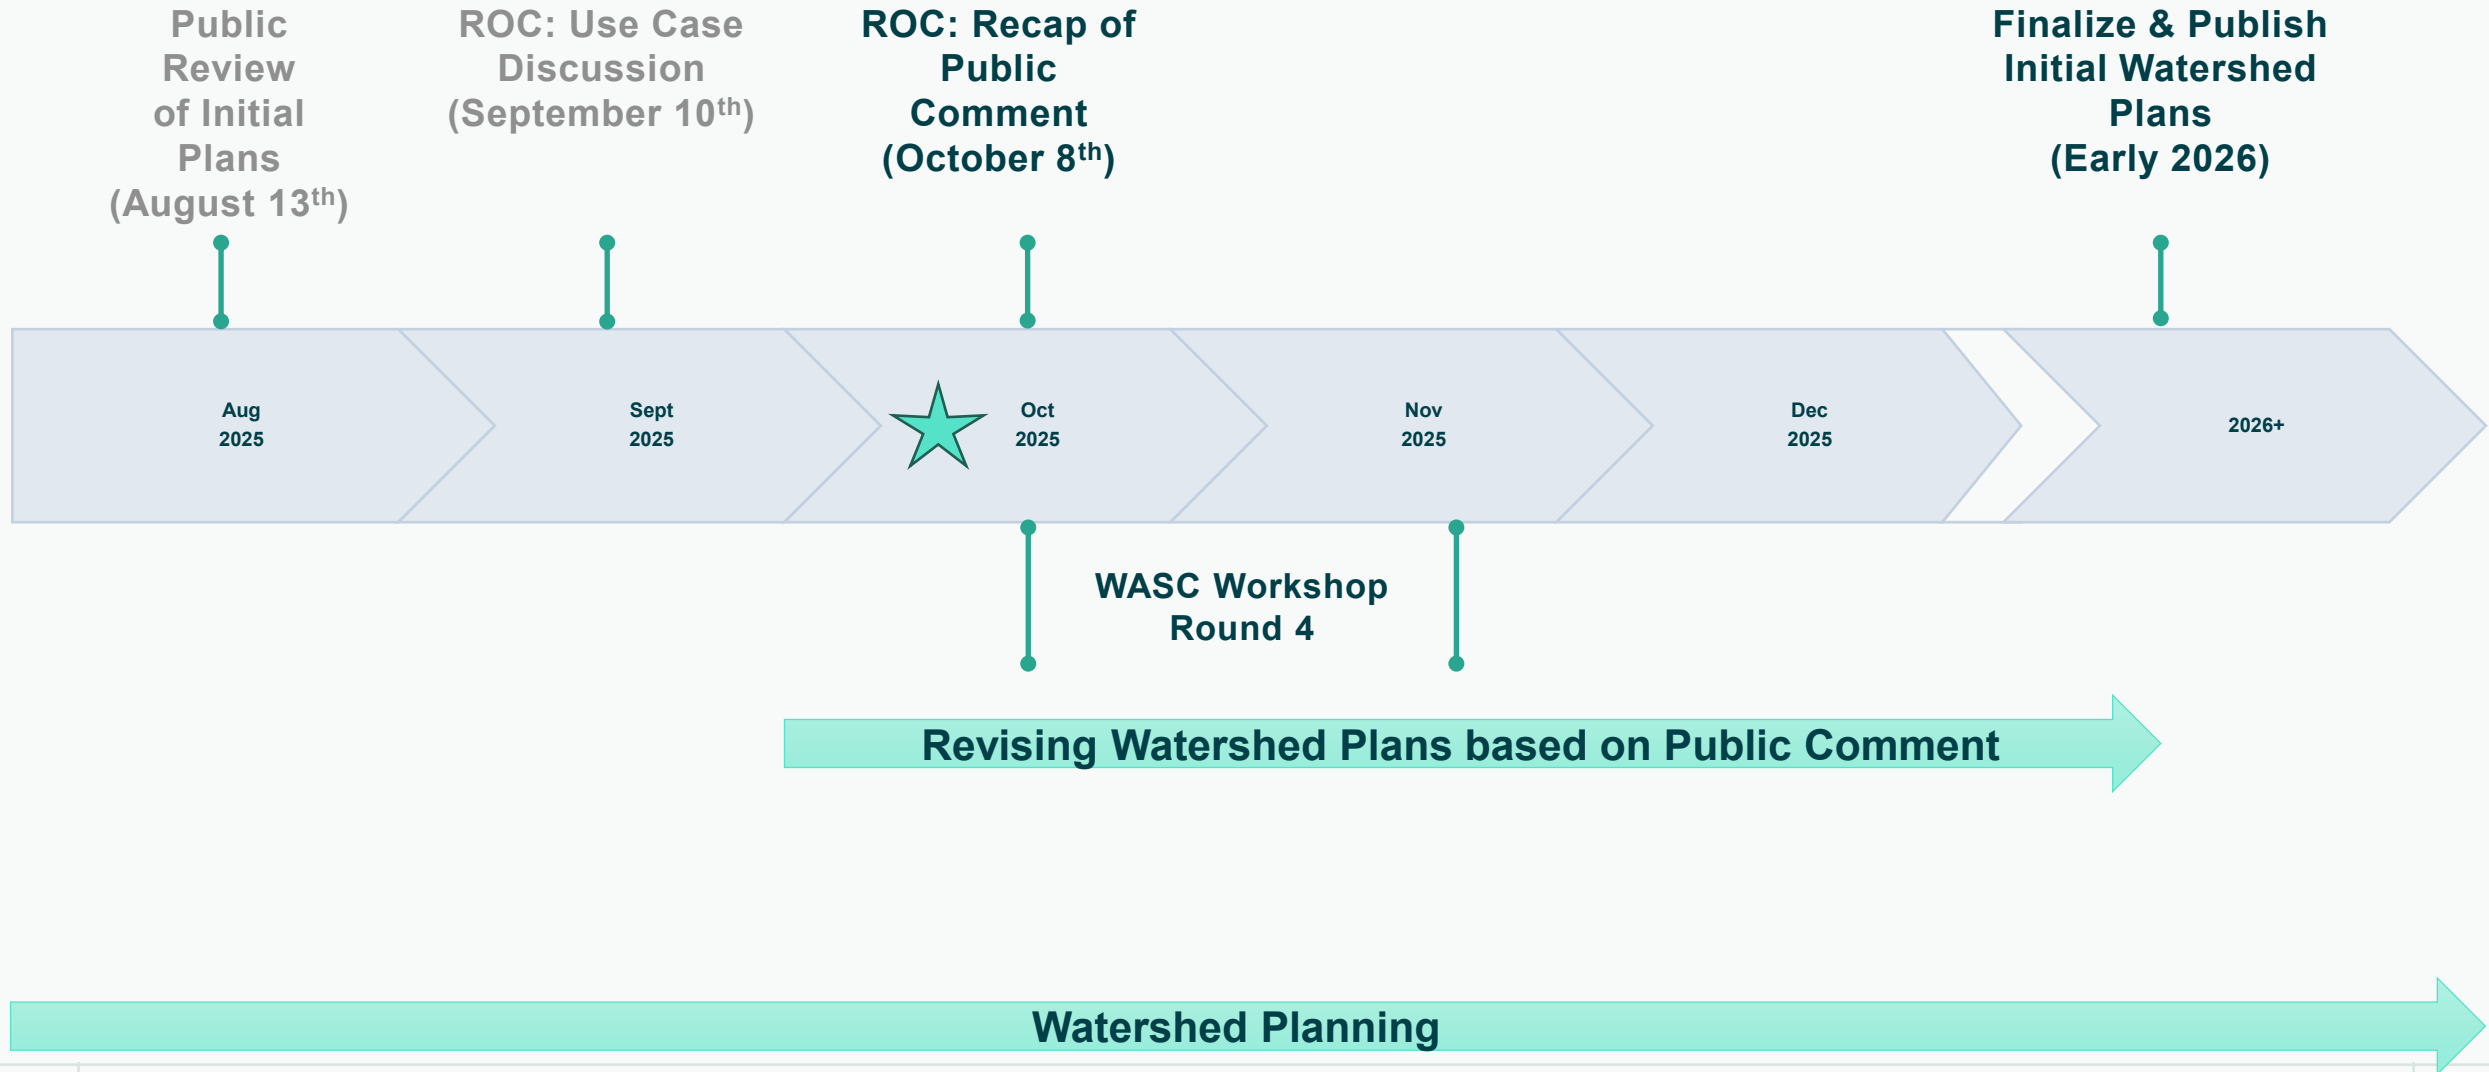 Public
Review
of Initial
Plans
(August 13th)
ROC: Use Case
Discussion
(September 10th)
ROC: Recap of
Public
Comment
(October 8th)
Finalize & Publish
Initial Watershed
Plans
(Early 2026)
Aug
2025
Sept
2025
Oct
2025
Nov
2025
Dec
2025
2026+
WASC Workshop
Round 4
Revising Watershed Plans based on Public Comment
Watershed Planning